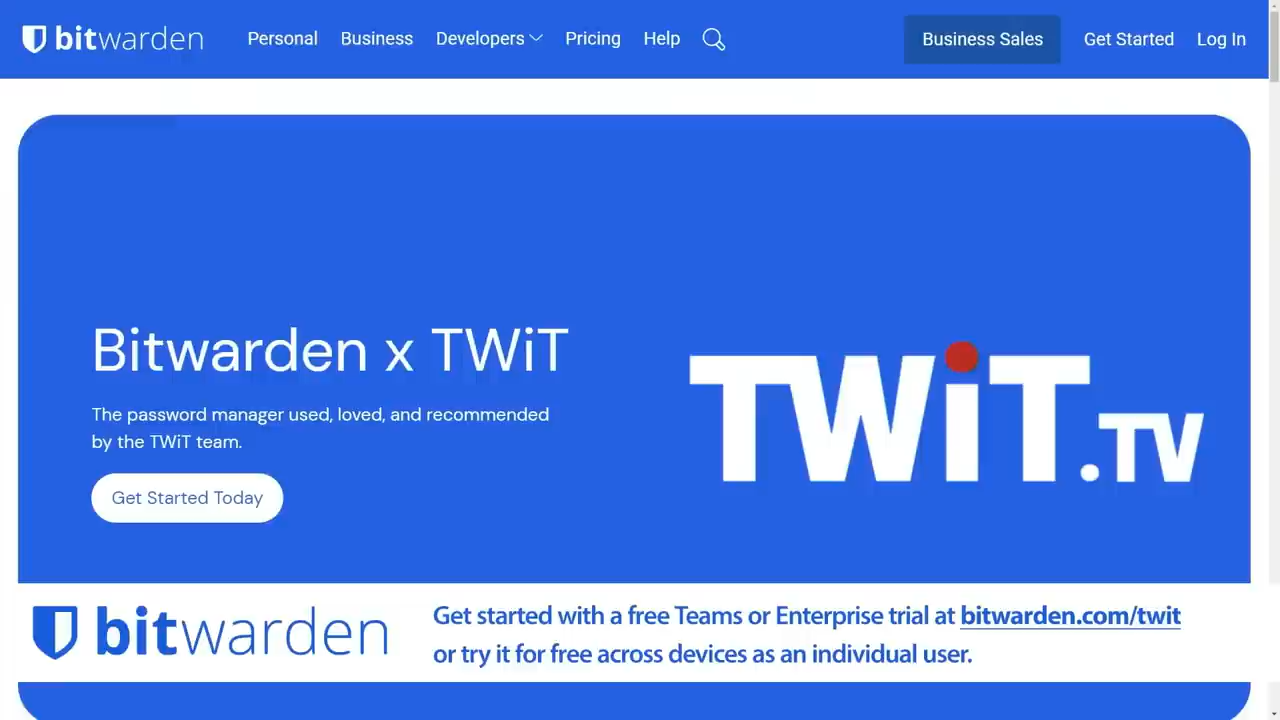 bitwarden Personal Business Developers Pricing Help Business Sales Get Started Log In
Bitwarden x TWiT
The password manager used, loved, and recommended
by the TWiT team.
Get Started Today
TWiT.TV
bitwarden
Get started with a free Teams or Enterprise trial at bitwarden.com/twit
or try it for free across devices as an individual user.